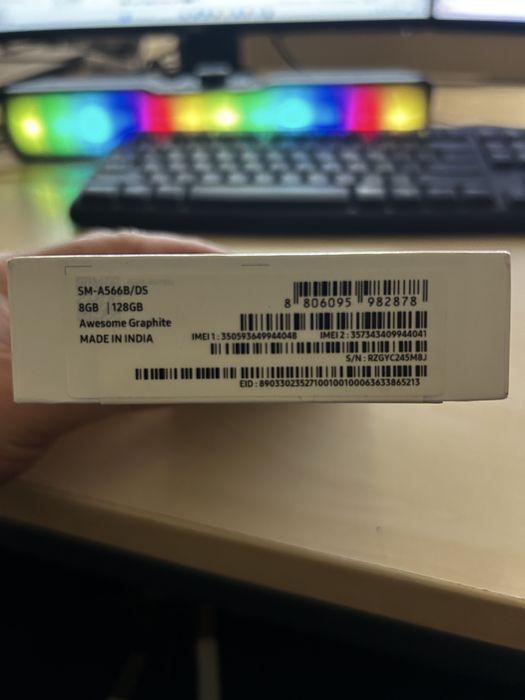 SM-A566B/DS
8GB | 128GB
Awesome Graphite
MADE IN INDIA
8 806095 982878
IMEI 1 : 350593649944048 IMEI 2 : 357343409944041
S/N : RZGYC245M8J
EID : 89033023527100100100063633865213